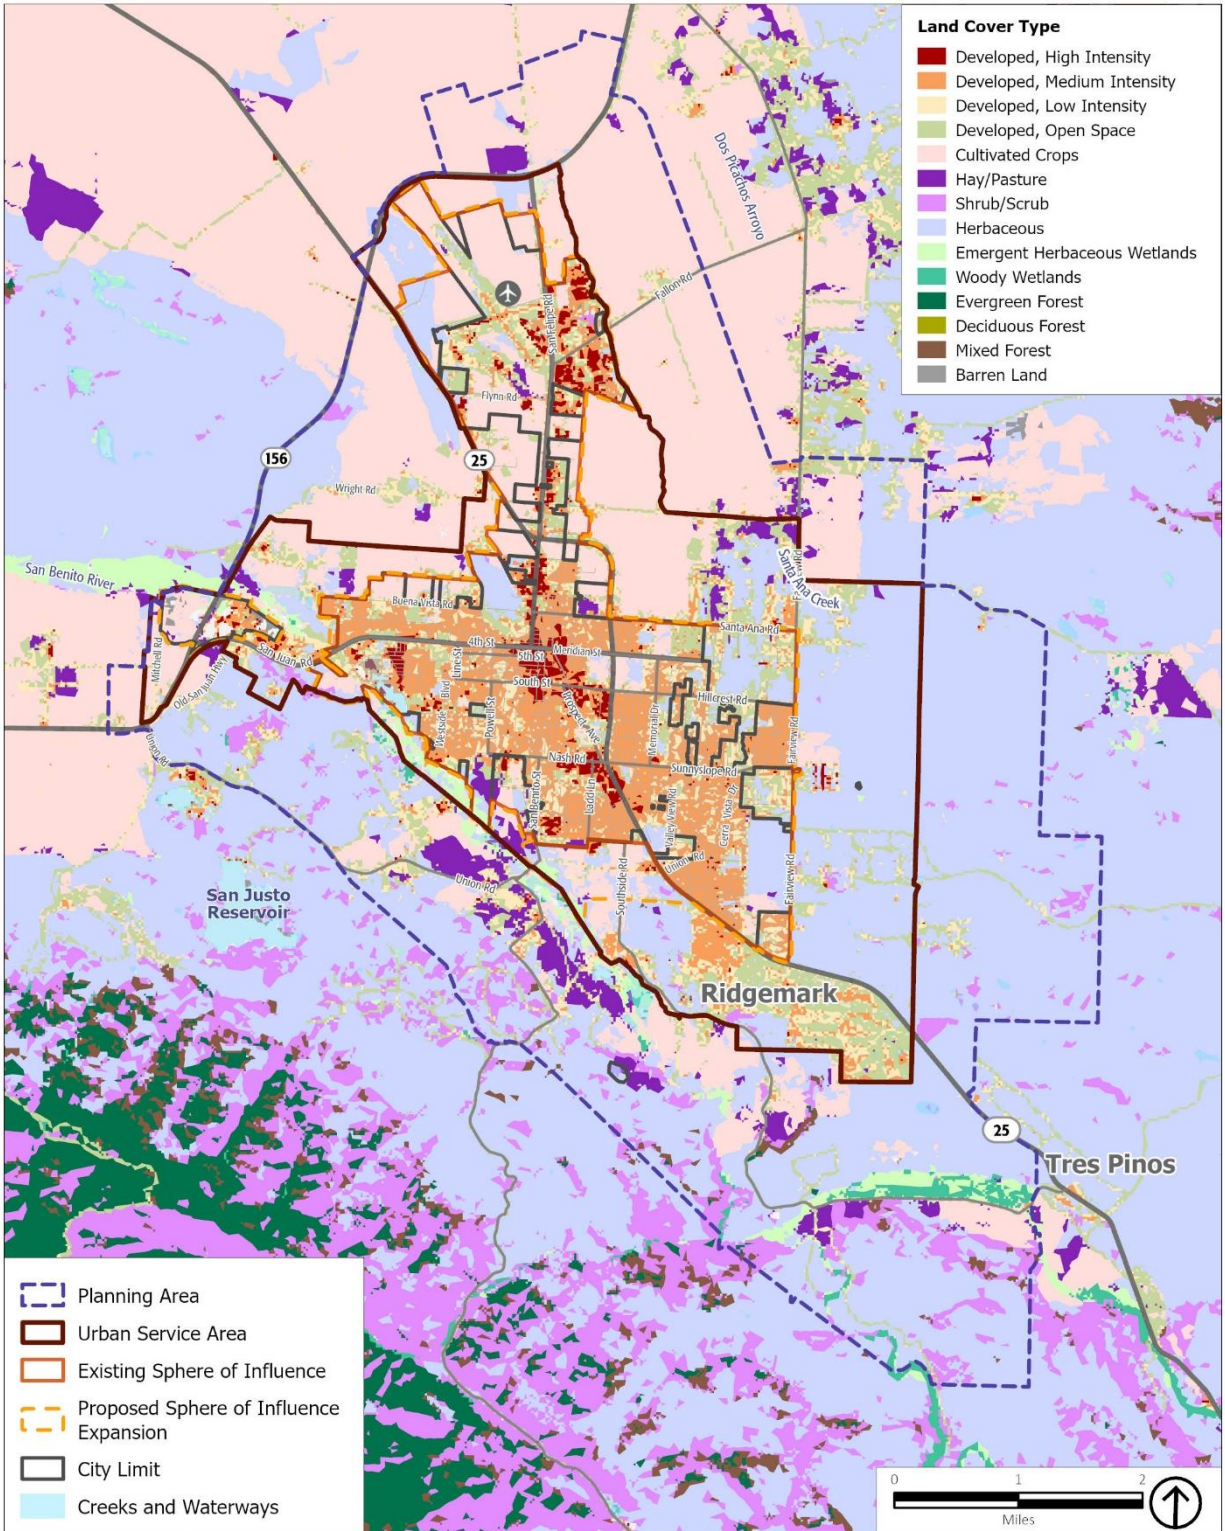 Land Cover Type
Developed, High Intensity
Developed, Medium Intensity
Developed, Low Intensity
Developed, Open Space
Cultivated Crops
Hay/Pasture
Shrub/Scrub
Herbaceous
Emergent Herbaceous Wetlands
Woody Wetlands
Evergreen Forest
Deciduous Forest
Mixed Forest
Barren Land
Dos Picachos Arroyo
Fallon Rd
San Felipe Rd
Flynn Rd
156
25
Wright Rd
San Benito River
Santa Ana Creek
Buena Vista Rd
Santa Ana Rd
4th St
Meridian St
5th St
Line St
Mitchell Rd
San Juan Rd
Old San Juan Hwy
South St
Hillcrest Rd
Westside Blvd
Powell St
Prospect Ave
Memorial Dr
Fairview Rd
Union Rd
Nash Rd
Sunnyslope Rd
San Benito St
Ladd Ln
Valley View Rd
Cerra Vista Dr
Union Rd
Fairview Rd
Union Rd
Southside Rd
San Justo
Reservoir
Ridgemark
25
Tres Pinos
Planning Area
Urban Service Area
Existing Sphere of Influence
Proposed Sphere of Influence
Expansion
City Limit
Creeks and Waterways
0 1 2
Miles